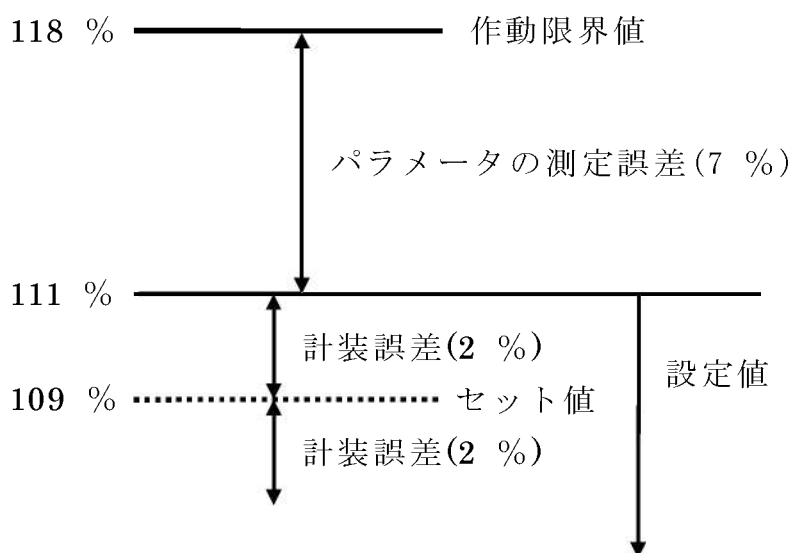 118 % 作動限界値
パラメータの測定誤差(7 %)
111 %
計装誤差(2 %)
設定値
109 % セット値
計装誤差(2 %)